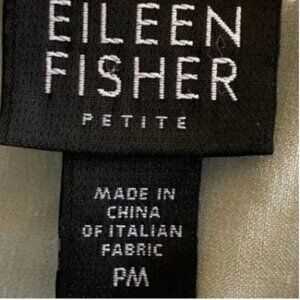 EILEEN
FISHER
PETITE
MADE IN
CHINA
OF ITALIAN
FABRIC
PM